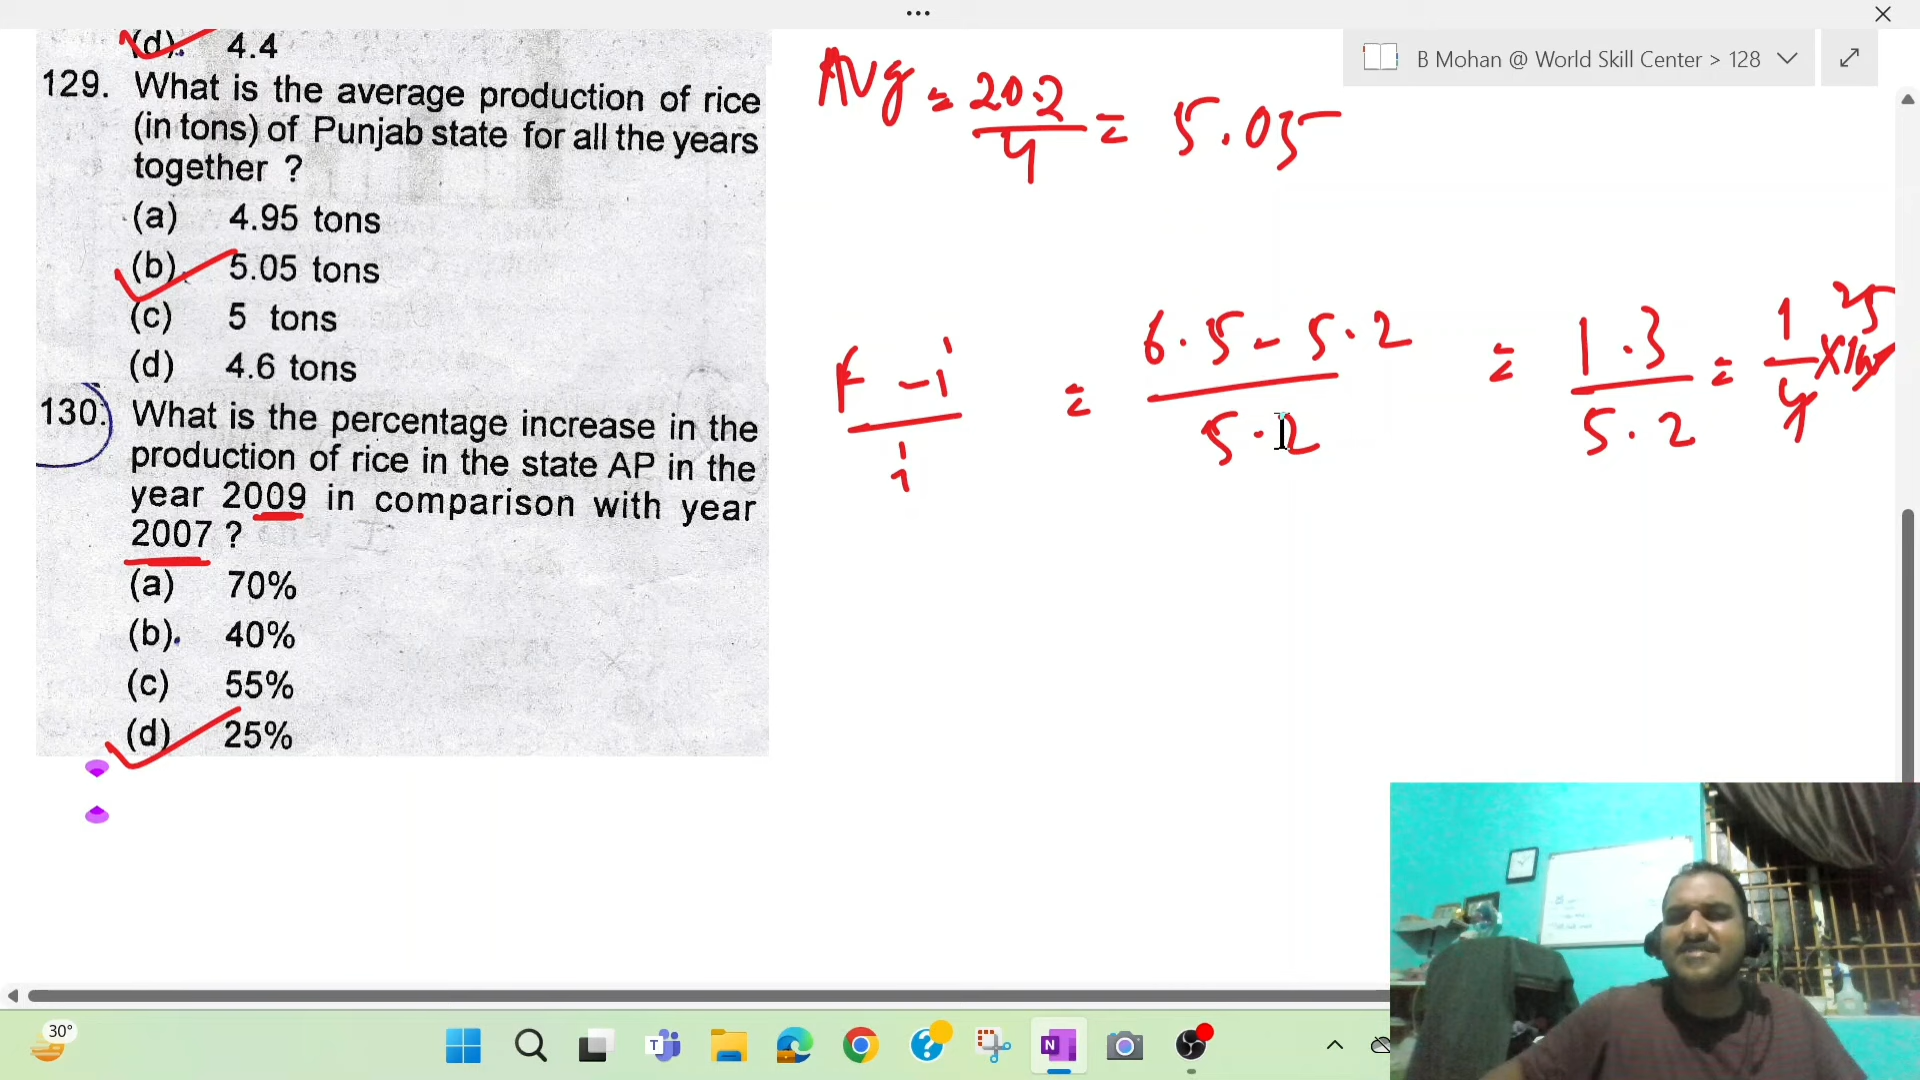 B Mohan @ World Skill Center > 128
(d). 4.4
129. What is the average production of rice
(in tons) of Punjab state for all the years
together ?
(a) 4.95 tons
(b). 5.05 tons
(c) 5 tons
(d) 4.6 tons
130. What is the percentage increase in the
production of rice in the state AP in the
year 2009 in comparison with year
2007 ?
(a) 70%
(b). 40%
(c) 55%
(d) 25%
Avg = 20.2 / 4 = 5.05
F - i / i = 6.5 - 5.2 / 5.2 = 1.3 / 5.2 = 1 / 4 × 100 25
30°